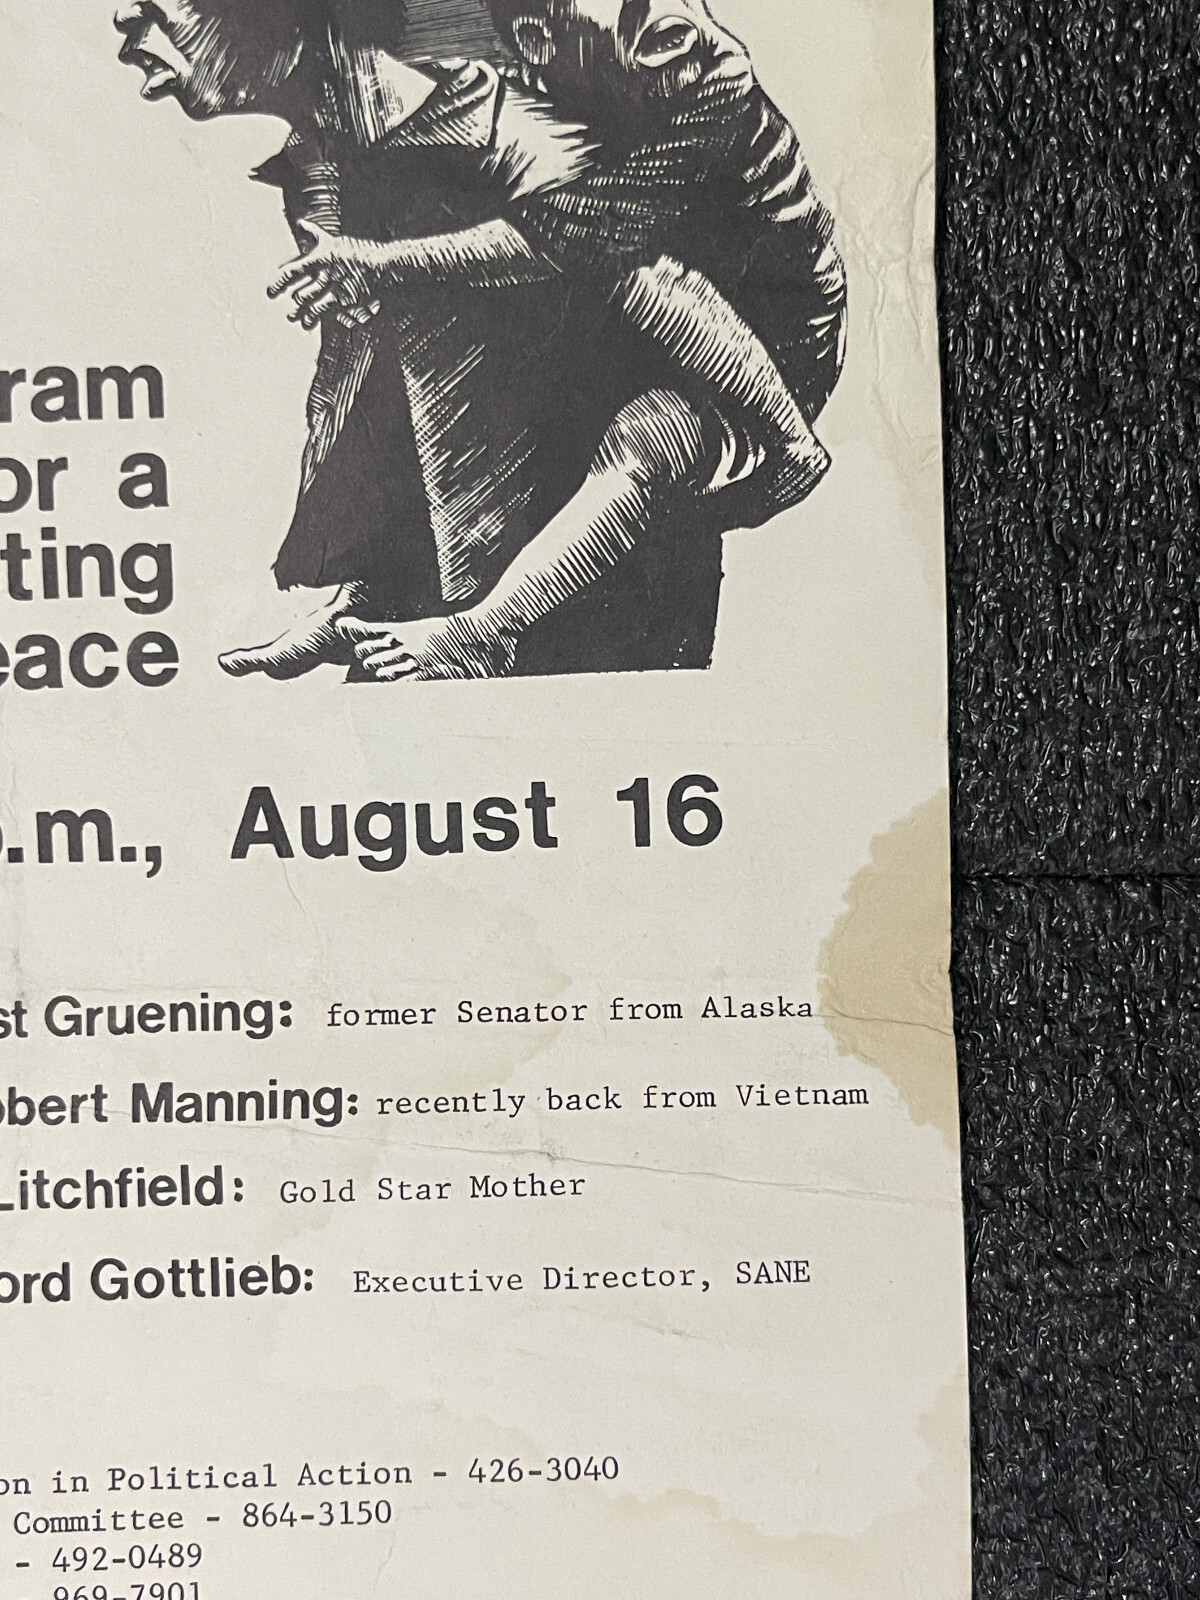 ram
or a
ting
eace
.m., August 16
st Gruening: former Senator from Alaska
obert Manning: recently back from Vietnam
Litchfield: Gold Star Mother
ord Gottlieb: Executive Director, SANE
on in Political Action - 426-3040
Committee - 864-3150
- 492-0489
969-7901